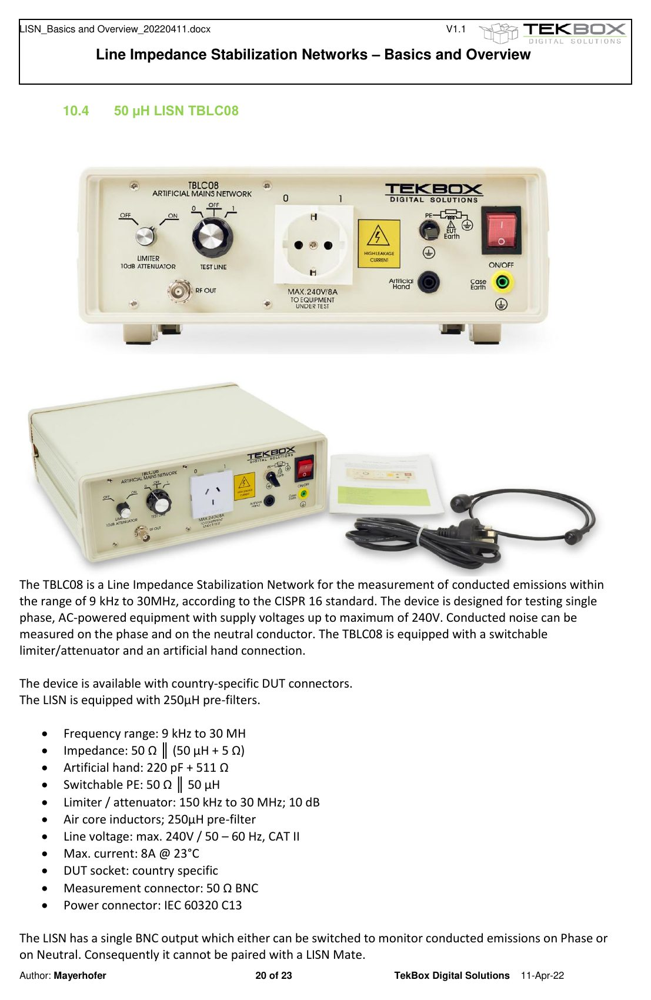 LISN_Basics and Overview_20220411.docx V1.1 TEKBOX
DIGITAL SOLUTIONS
Line Impedance Stabilization Networks – Basics and Overview
10.4 50 µH LISN TBLC08
TBLC08
ARTIFICIAL MAINS NETWORK
OFF ON
0 OFF 1
LIMITER
10dB ATTENUATOR
TEST LINE
RF OUT
0 1
MAX.240V/8A
TO EQUIPMENT
UNDER TEST
HIGH LEAKAGE
CURRENT
TEKBOX
DIGITAL SOLUTIONS
PE
EUT
Earth
I
O
ON/OFF
Artificial
Hand
Case
Earth
TBLC08
ARTIFICIAL MAINS NETWORK
OFF ON
0 OFF 1
LIMITER
10dB ATTENUATOR
TEST LINE
RF OUT
0 1
MAX.240V/8A
TO EQUIPMENT
UNDER TEST
HIGH LEAKAGE
CURRENT
TEKBOX
DIGITAL SOLUTIONS
PE
EUT
Earth
ON/OFF
Artificial
Hand
Case
Earth
The TBLC08 is a Line Impedance Stabilization Network for the measurement of conducted emissions within
the range of 9 kHz to 30MHz, according to the CISPR 16 standard. The device is designed for testing single
phase, AC-powered equipment with supply voltages up to maximum of 240V. Conducted noise can be
measured on the phase and on the neutral conductor. The TBLC08 is equipped with a switchable
limiter/attenuator and an artificial hand connection.
The device is available with country-specific DUT connectors.
The LISN is equipped with 250µH pre-filters.
• Frequency range: 9 kHz to 30 MH
• Impedance: 50 Ω ║ (50 µH + 5 Ω)
• Artificial hand: 220 pF + 511 Ω
• Switchable PE: 50 Ω ║ 50 µH
• Limiter / attenuator: 150 kHz to 30 MHz; 10 dB
• Air core inductors; 250µH pre-filter
• Line voltage: max. 240V / 50 – 60 Hz, CAT II
• Max. current: 8A @ 23°C
• DUT socket: country specific
• Measurement connector: 50 Ω BNC
• Power connector: IEC 60320 C13
The LISN has a single BNC output which either can be switched to monitor conducted emissions on Phase or
on Neutral. Consequently it cannot be paired with a LISN Mate.
Author: Mayerhofer 20 of 23 TekBox Digital Solutions 11-Apr-22